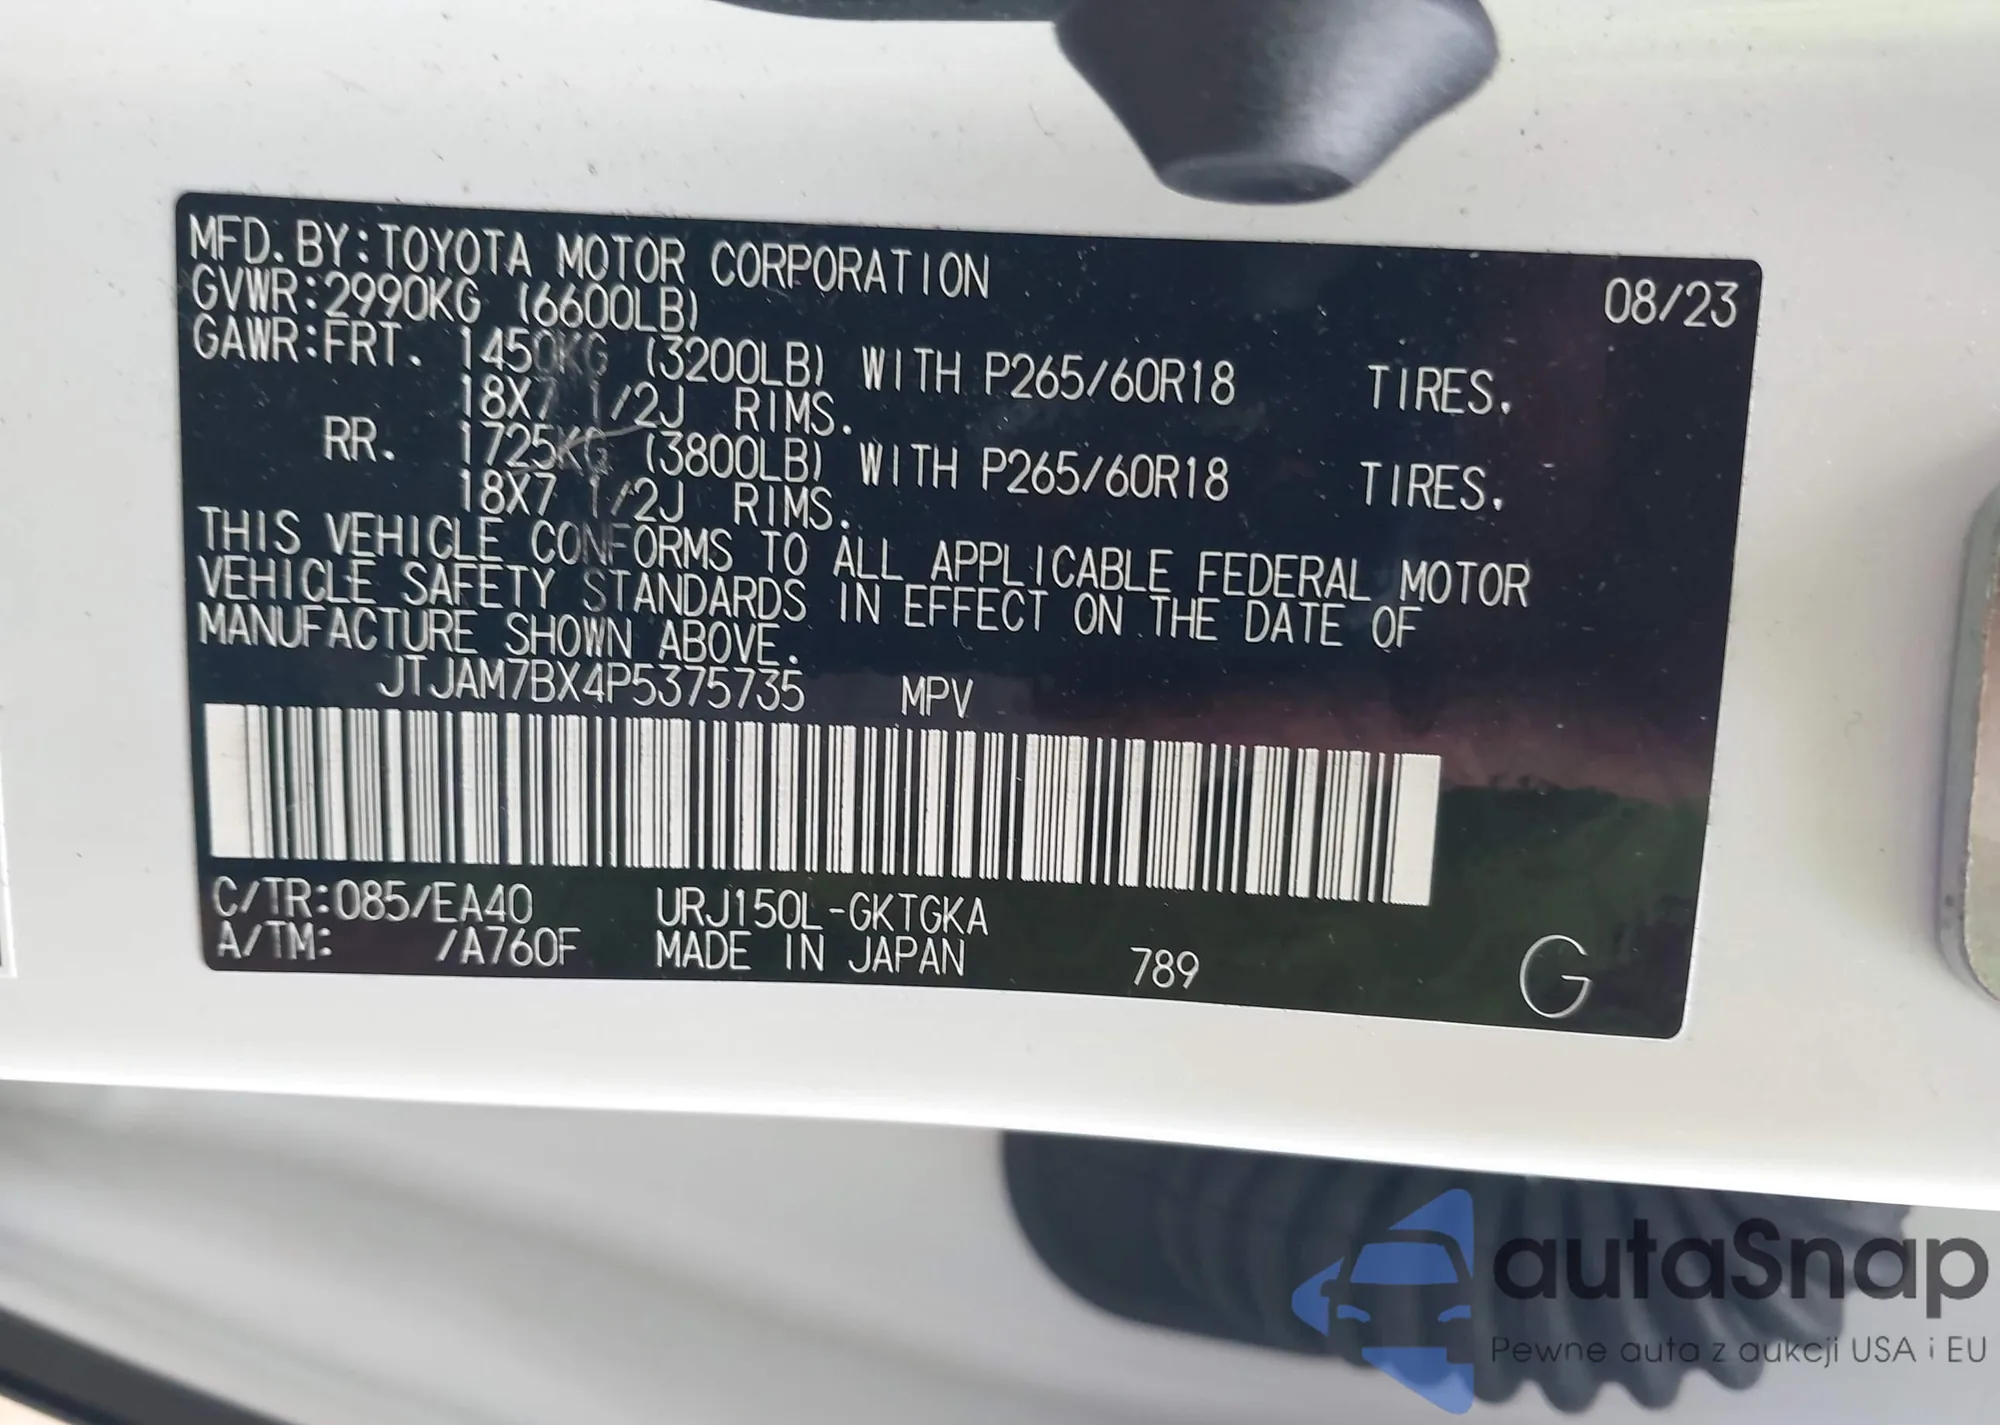 MFD. BY: TOYOTA MOTOR CORPORATION 08/23
GVWR: 2990KG (6600LB)
GAWR: FRT. 1450KG (3200LB) WITH P265/60R18 TIRES.
18X7 1/2J RIMS.
RR. 1725KG (3800LB) WITH P265/60R18 TIRES.
18X7 1/2J RIMS.
THIS VEHICLE CONFORMS TO ALL APPLICABLE FEDERAL MOTOR
VEHICLE SAFETY STANDARDS IN EFFECT ON THE DATE OF
MANUFACTURE SHOWN ABOVE.
JTJAM7BX4P5375735 MPV
C/TR: 085/EA40 URJ150L-GKTGKA
A/TM: /A760F MADE IN JAPAN 789 G
autaSnap
Pewne auta z aukcji USA i EU